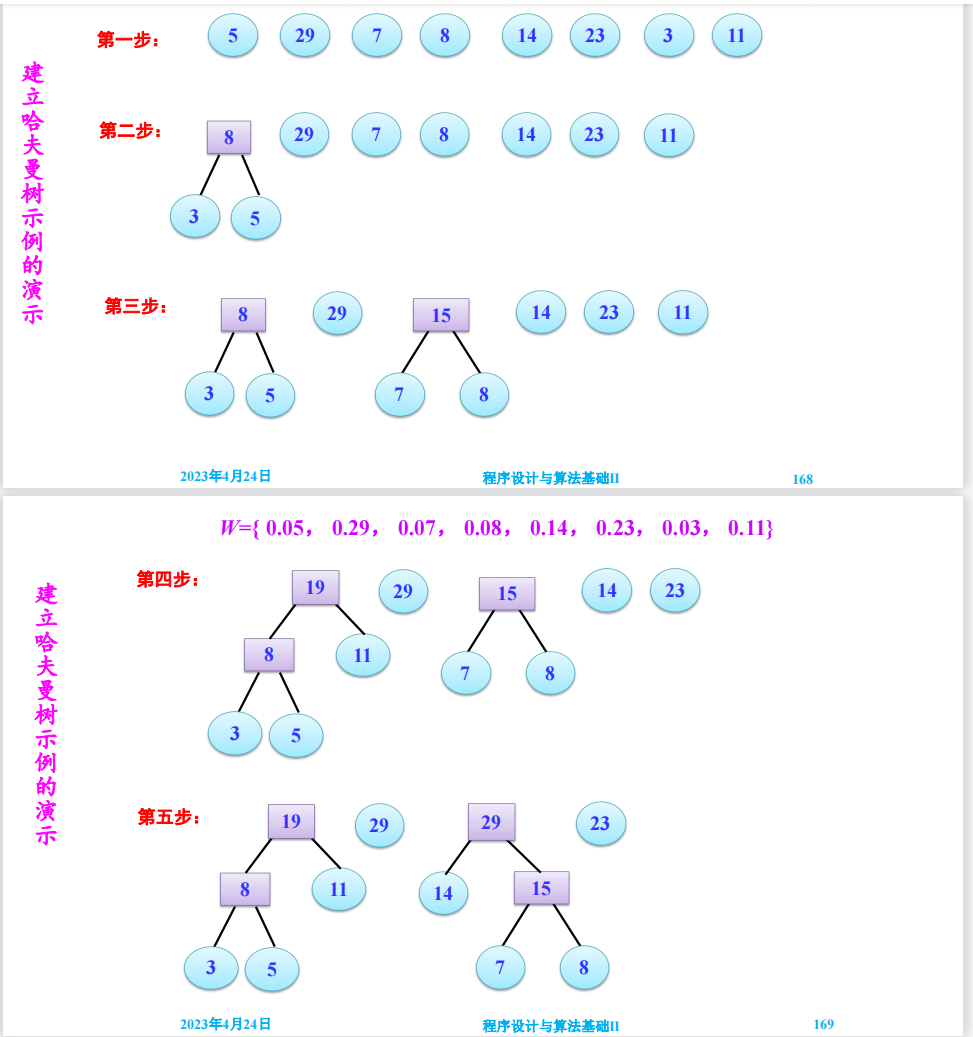 建立哈夫曼树示例的演示
第一步： 5 29 7 8 14 23 3 11
第二步： 8 29 7 8 14 23 11
3 5
第三步： 8 29 15 14 23 11
3 5 7 8
2023年4月24日 程序设计与算法基础II 168
W={ 0.05， 0.29， 0.07， 0.08， 0.14， 0.23， 0.03， 0.11}
建立哈夫曼树示例的演示
第四步： 19 29 15 14 23
8 11 7 8
3 5
第五步： 19 29 29 23
8 11 14 15
3 5 7 8
2023年4月24日 程序设计与算法基础II 169